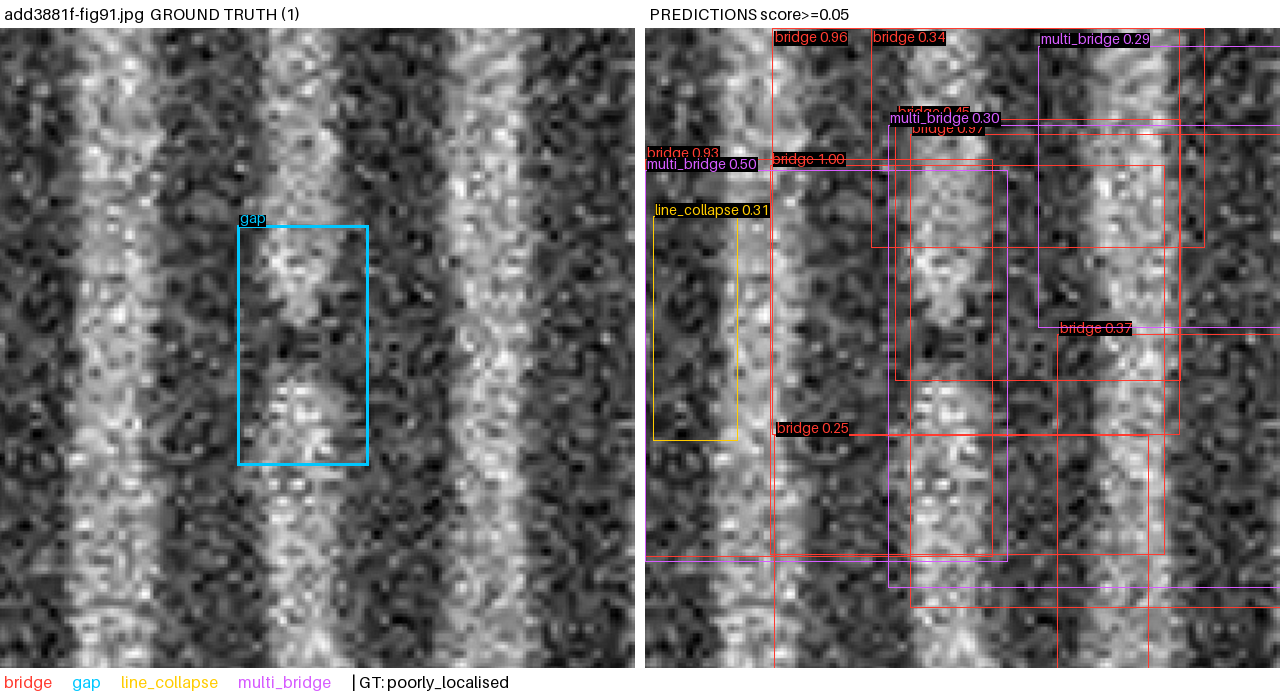 add3881f-fig91.jpg GROUND TRUTH (1)
PREDICTIONS score>=0.05
bridge 0.96
bridge 0.34
multi_bridge 0.29
bridge 0.45
multi_bridge 0.30
bridge 0.97
bridge 0.93
multi_bridge 0.50
bridge 1.00
line_collapse 0.31
gap
bridge 0.37
bridge 0.25
bridge gap line_collapse multi_bridge | GT: poorly_localised